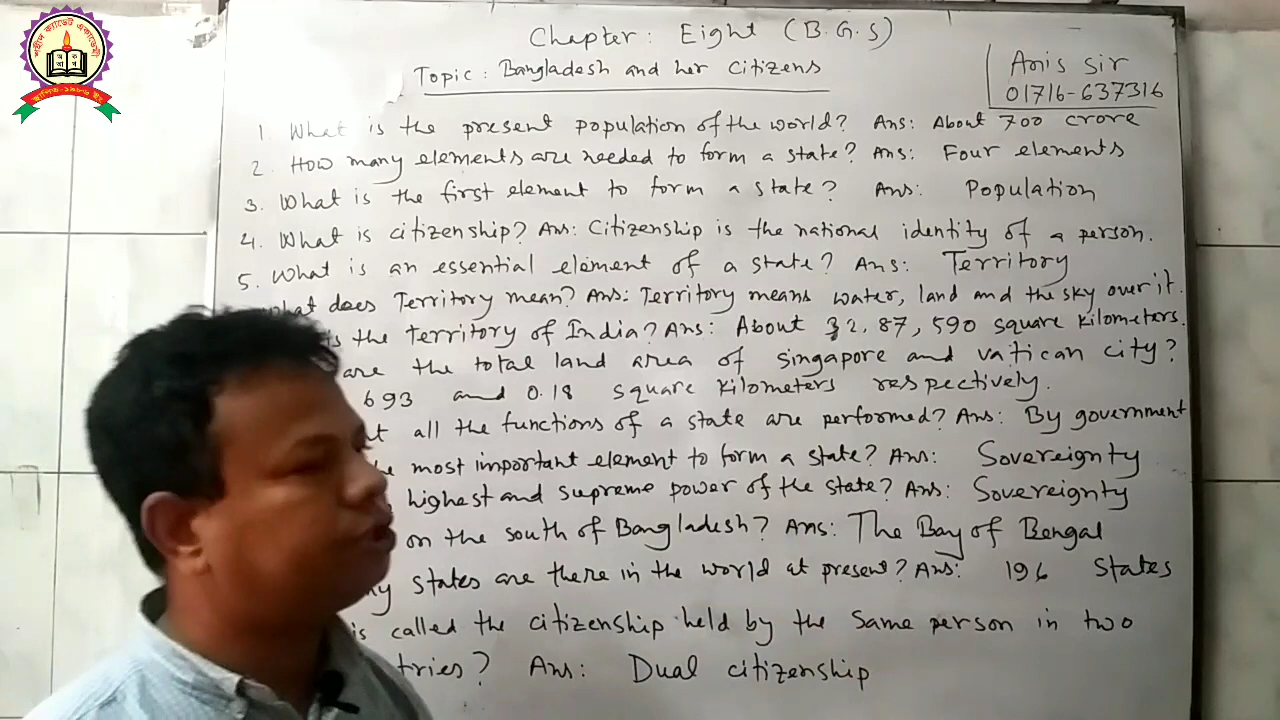 শহীদ ক্যাডেট একাডেমী
স্থাপিত-১৯৮৬ ইং
Chapter: Eight (B.G.S)
Topic: Bangladesh and her citizens
Anis Sir
01716-637316
1. What is the present population of the world? Ans: About 700 crore
2. How many elements are needed to form a state? Ans: Four elements
3. What is the first element to form a state? Ans: Population
4. What is citizenship? Ans: Citizenship is the national identity of a person.
5. What is an essential element of a state? Ans: Territory
what does Territory mean? Ans: Territory means water, land and the sky over it.
is the territory of India? Ans: About 32,87,590 square kilometers.
are the total land area of Singapore and Vatican city?
693 and 0.18 square kilometers respectively.
all the functions of a state are performed? Ans: By government
most important element to form a state? Ans: Sovereignty
highest and supreme power of the state? Ans: Sovereignty
on the south of Bangladesh? Ans: The Bay of Bengal
states are there in the world at present? Ans: 196 States
is called the citizenship held by the same person in two
tries? Ans: Dual citizenship